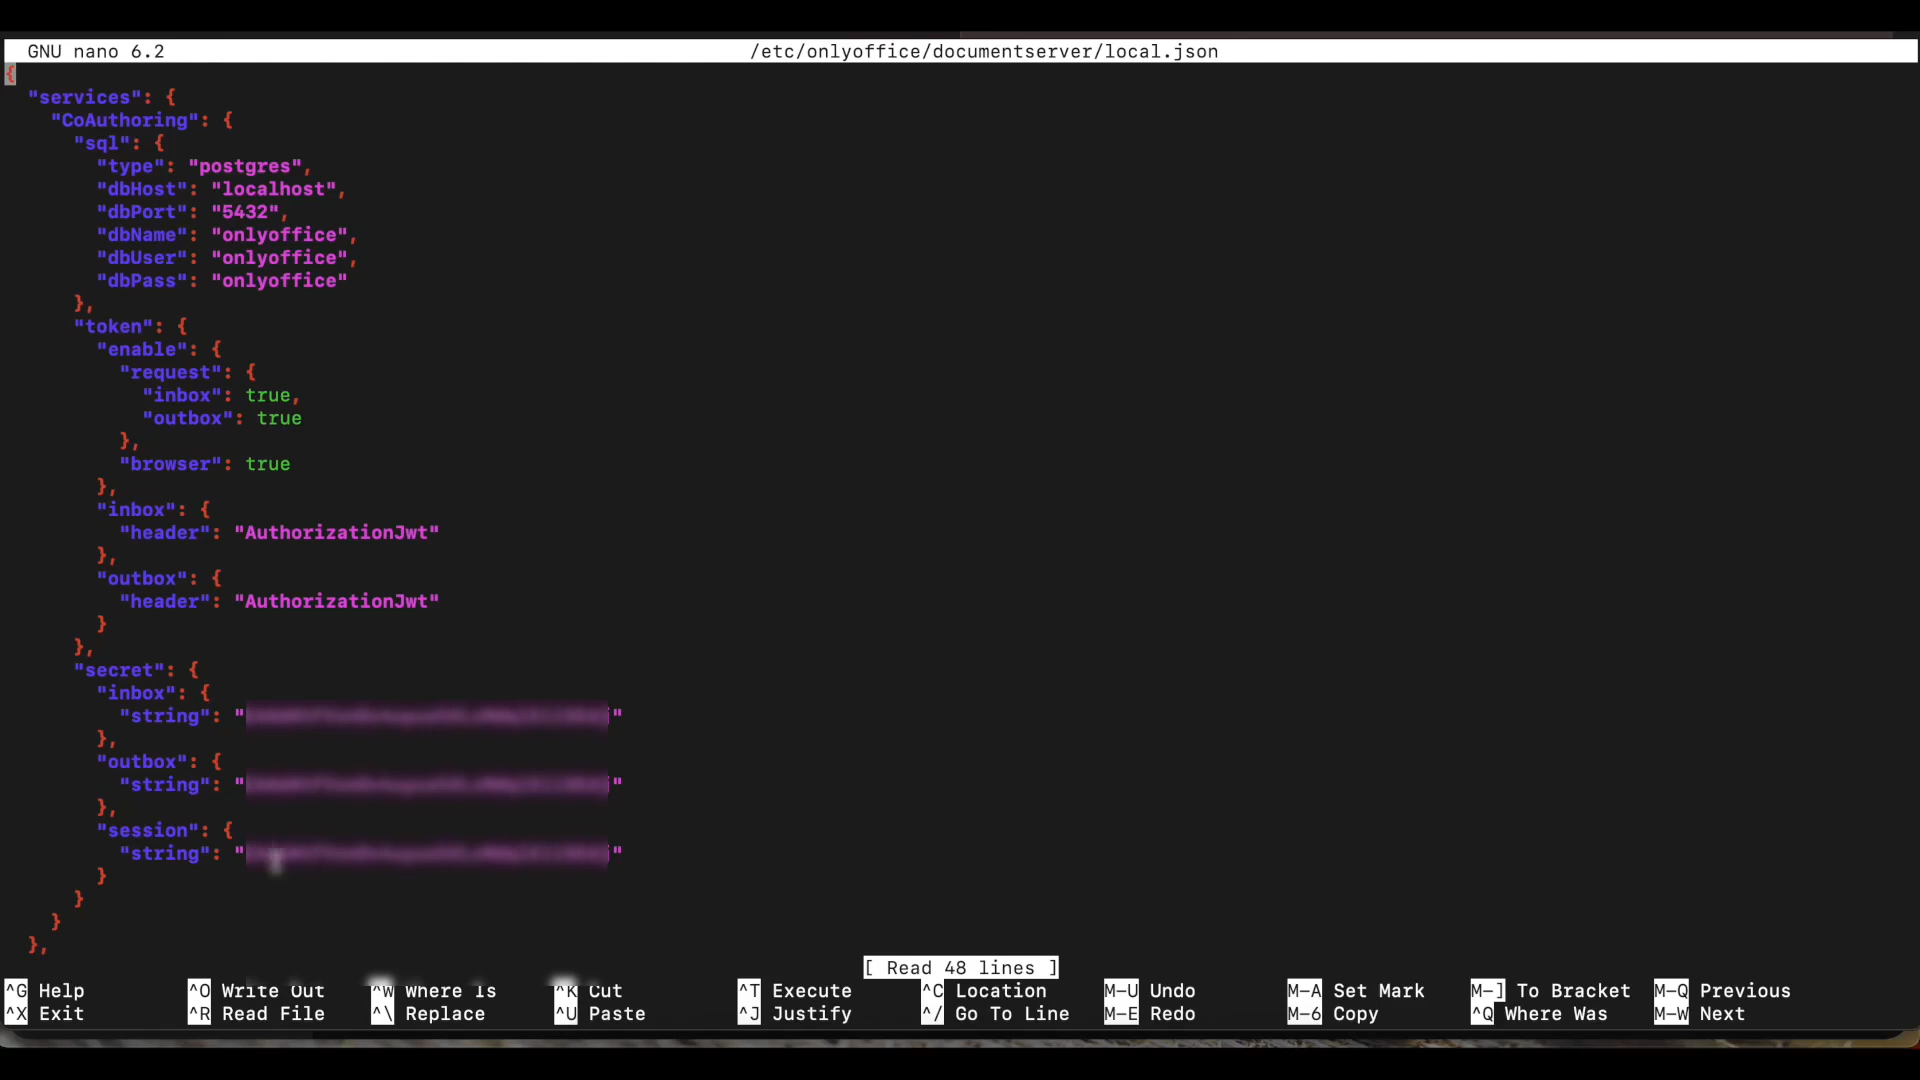 GNU nano 6.2 /etc/onlyoffice/documentserver/local.json
{
"services": {
"CoAuthoring": {
"sql": {
"type": "postgres",
"dbHost": "localhost",
"dbPort": "5432",
"dbName": "onlyoffice",
"dbUser": "onlyoffice",
"dbPass": "onlyoffice"
},
"token": {
"enable": {
"request": {
"inbox": true,
"outbox": true
},
"browser": true
},
"inbox": {
"header": "AuthorizationJwt"
},
"outbox": {
"header": "AuthorizationJwt"
}
},
"secret": {
"inbox": {
"string": " "
},
"outbox": {
"string": " "
},
"session": {
"string": " "
}
}
}
},
[ Read 48 lines ]
^G Help ^O Write Out ^W Where Is ^K Cut ^T Execute ^C Location M-U Undo M-A Set Mark M-] To Bracket M-Q Previous
^X Exit ^R Read File ^\ Replace ^U Paste ^J Justify ^/ Go To Line M-E Redo M-6 Copy ^Q Where Was M-W Next